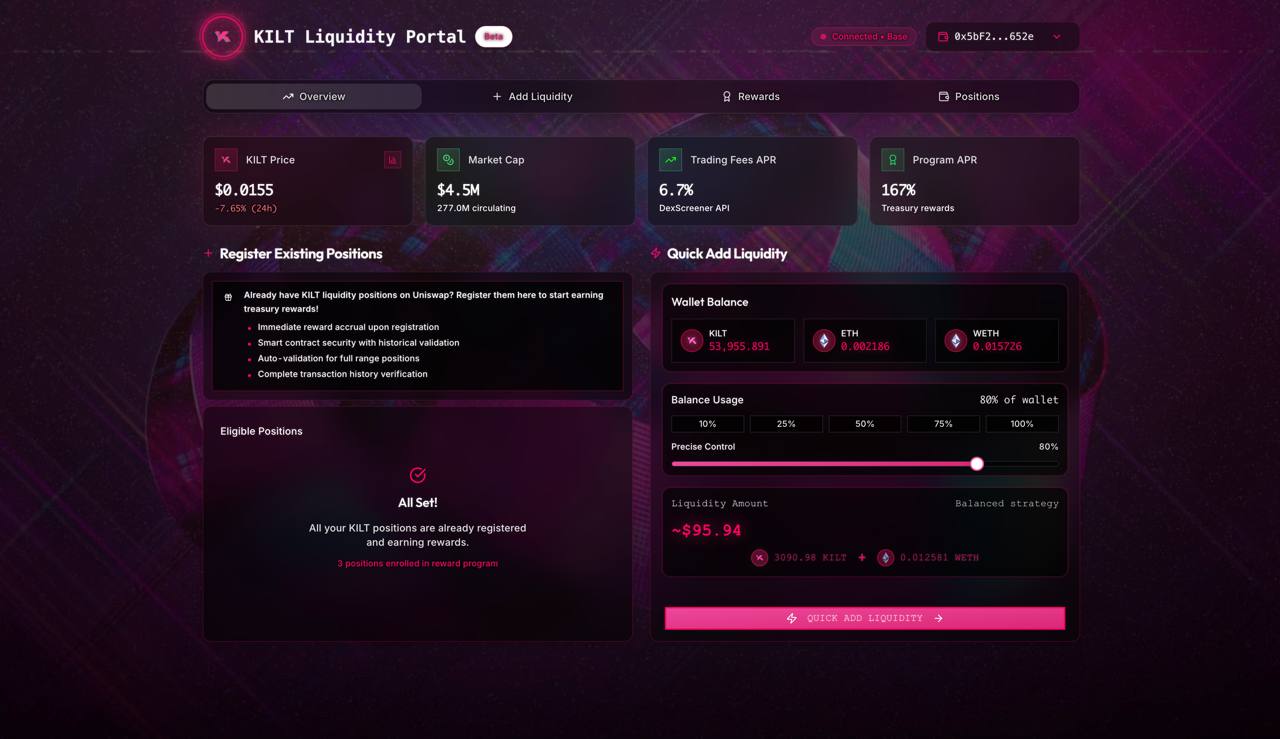 KILT Liquidity Portal
Beta
Connected • Base
0x5bF2...652e
Overview
Add Liquidity
Rewards
Positions
KILT Price
$0.0155
-7.65% (24h)
Market Cap
$4.5M
277.0M circulating
Trading Fees APR
6.7%
DexScreener API
Program APR
167%
Treasury rewards
Register Existing Positions
Already have KILT liquidity positions on Uniswap? Register them here to start earning
treasury rewards!
• Immediate reward accrual upon registration
• Smart contract security with historical validation
• Auto-validation for full range positions
• Complete transaction history verification
Eligible Positions
All Set!
All your KILT positions are already registered
and earning rewards.
3 positions enrolled in reward program
Quick Add Liquidity
Wallet Balance
KILT
53,955.891
ETH
0.002186
WETH
0.015726
Balance Usage
80% of wallet
10%
25%
50%
75%
100%
Precise Control
80%
Liquidity Amount
Balanced strategy
~$95.94
3090.98 KILT
+
0.012581 WETH
QUICK ADD LIQUIDITY →